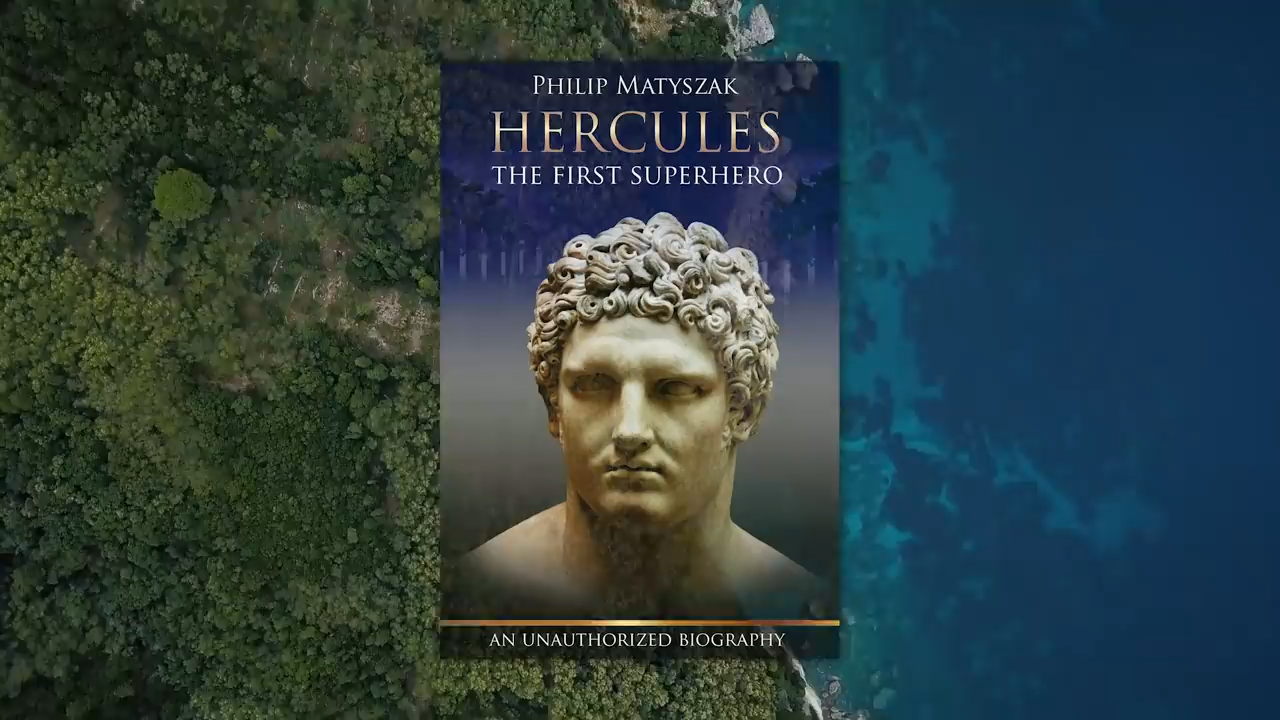 PHILIP MATYSZAK
HERCULES
THE FIRST SUPERHERO
AN UNAUTHORIZED BIOGRAPHY